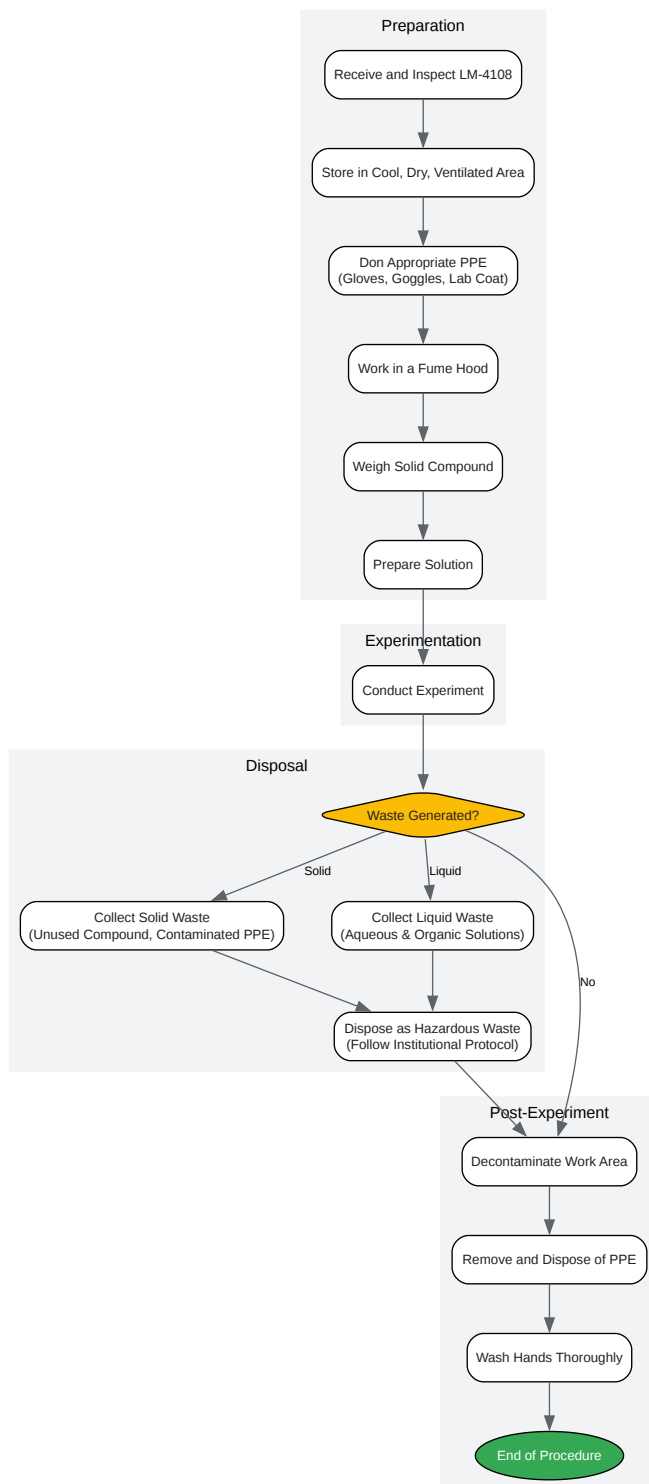 Preparation
Receive and Inspect LM-4108
Store in Cool, Dry, Ventilated Area
Don Appropriate PPE
(Gloves, Goggles, Lab Coat)
Work in a Fume Hood
Weigh Solid Compound
Prepare Solution
Experimentation
Conduct Experiment
Disposal
Waste Generated?
Solid
Liquid
Collect Solid Waste
(Unused Compound, Contaminated PPE)
Collect Liquid Waste
(Aqueous & Organic Solutions)
No
Dispose as Hazardous Waste
(Follow Institutional Protocol)
Post-Experiment
Decontaminate Work Area
Remove and Dispose of PPE
Wash Hands Thoroughly
End of Procedure